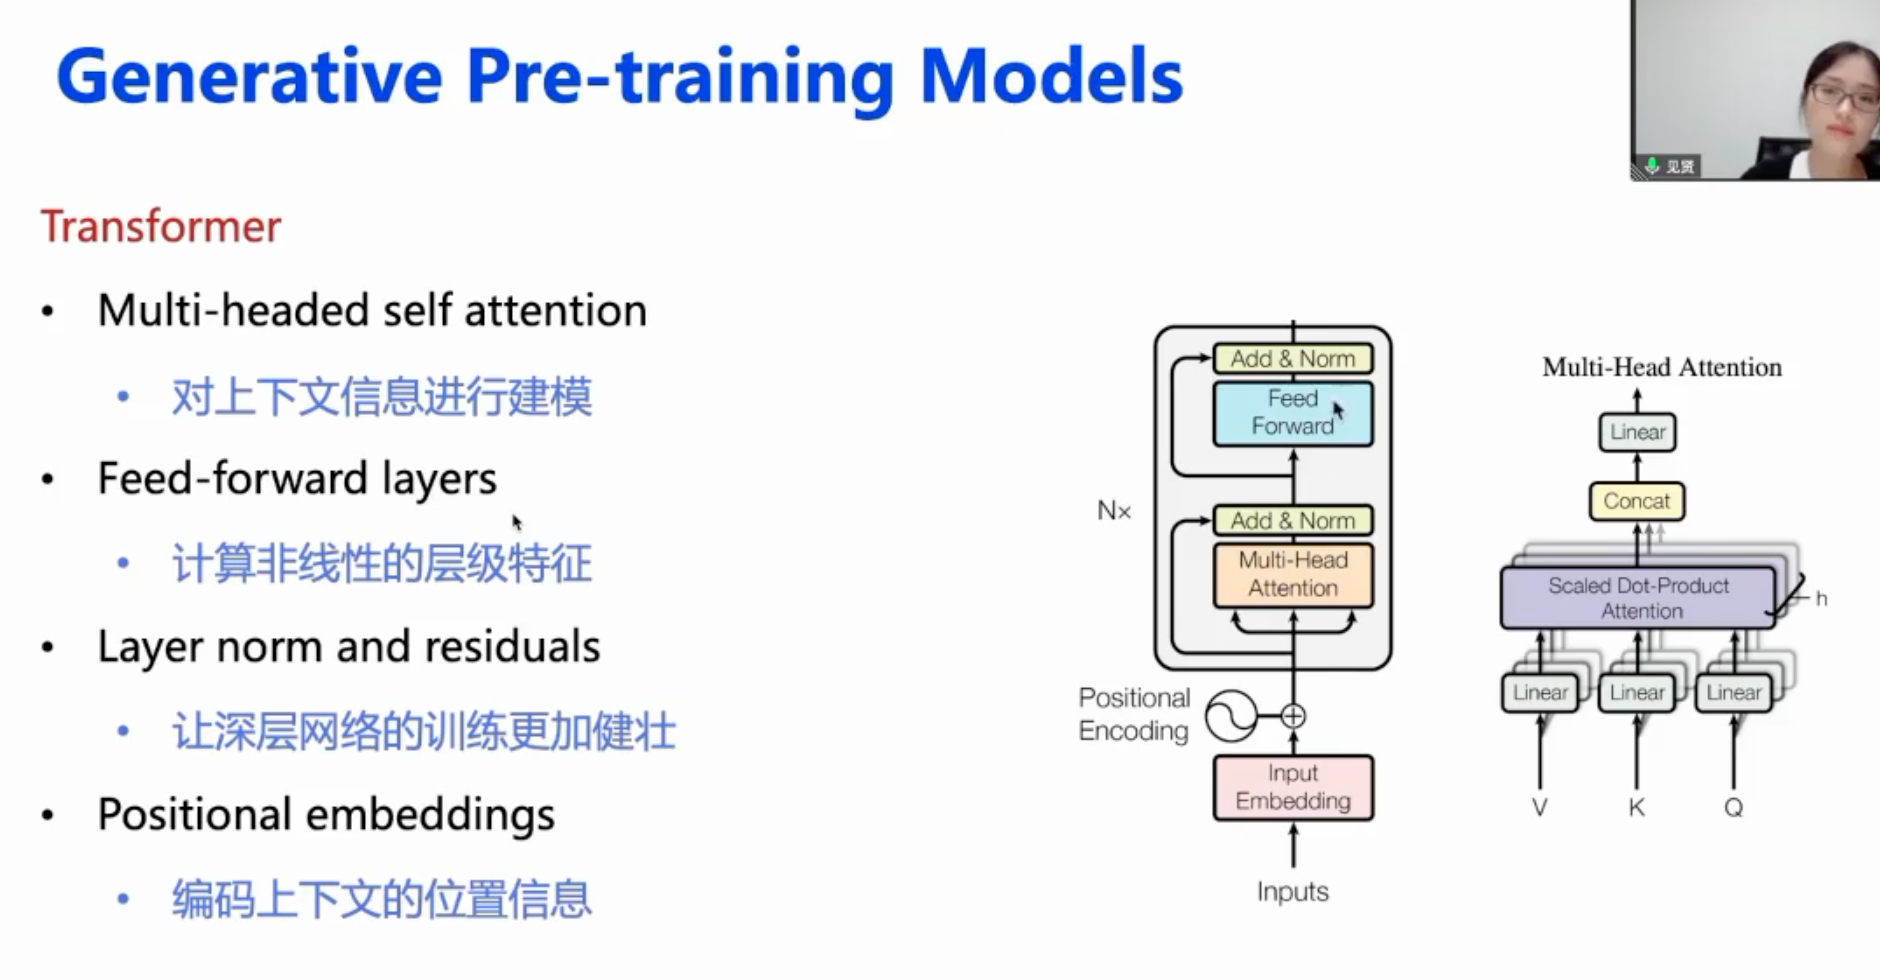 Generative Pre-training Models
见贤
Transformer
• Multi-headed self attention
• 对上下文信息进行建模
• Feed-forward layers
• 计算非线性的层级特征
• Layer norm and residuals
• 让深层网络的训练更加健壮
• Positional embeddings
• 编码上下文的位置信息
Add & Norm
Feed
Forward
N×
Add & Norm
Multi-Head
Attention
Positional
Encoding
Input
Embedding
Inputs
Multi-Head Attention
Linear
Concat
Scaled Dot-Product
Attention
h
Linear
Linear
Linear
V
K
Q